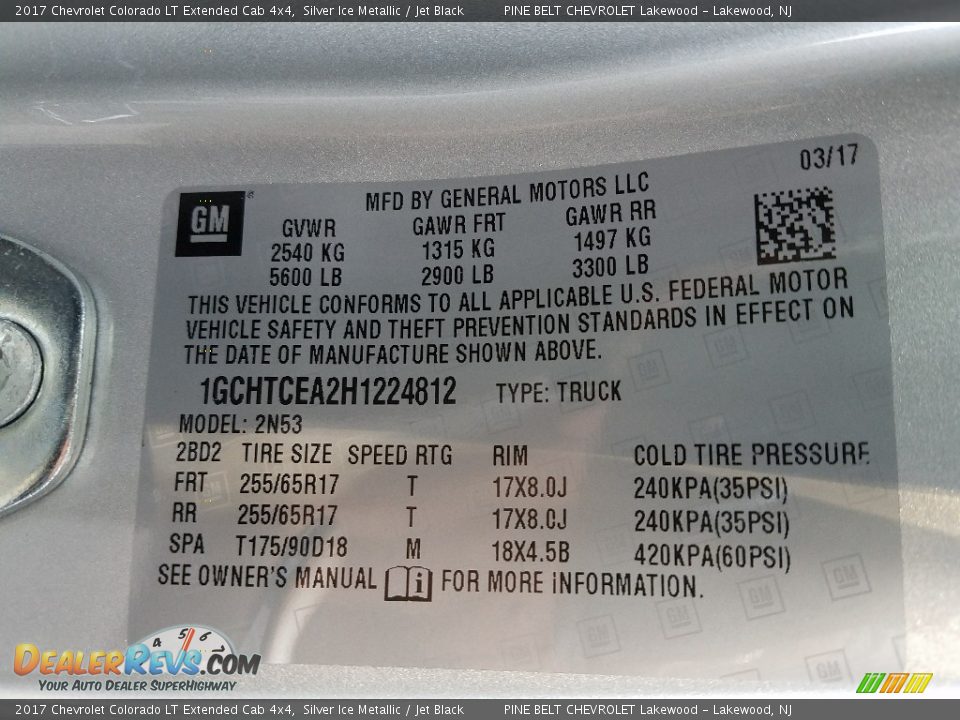 2017 Chevrolet Colorado LT Extended Cab 4x4, Silver Ice Metallic / Jet Black PINE BELT CHEVROLET Lakewood – Lakewood, NJ
03/17
GM
MFD BY GENERAL MOTORS LLC
GVWR GAWR FRT GAWR RR
2540 KG 1315 KG 1497 KG
5600 LB 2900 LB 3300 LB
THIS VEHICLE CONFORMS TO ALL APPLICABLE U.S. FEDERAL MOTOR
VEHICLE SAFETY AND THEFT PREVENTION STANDARDS IN EFFECT ON
THE DATE OF MANUFACTURE SHOWN ABOVE.
1GCHTCEA2H1224812 TYPE: TRUCK
MODEL: 2N53
2BD2 TIRE SIZE SPEED RTG RIM COLD TIRE PRESSURE
FRT 255/65R17 T 17X8.0J 240KPA(35PSI)
RR 255/65R17 T 17X8.0J 240KPA(35PSI)
SPA T175/90D18 M 18X4.5B 420KPA(60PSI)
SEE OWNER'S MANUAL i FOR MORE INFORMATION.
4 5 6
DEALERREVS.COM
YOUR AUTO DEALER SUPERHIGHWAY
2017 Chevrolet Colorado LT Extended Cab 4x4, Silver Ice Metallic / Jet Black PINE BELT CHEVROLET Lakewood – Lakewood, NJ